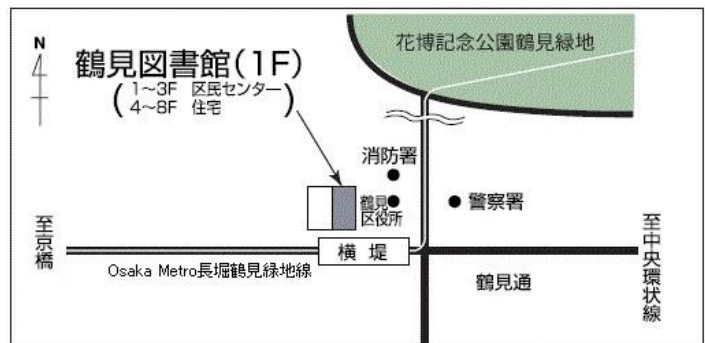 N
花博記念公園鶴見緑地
鶴見図書館(1F)
(1~3F 区民センター
4~8F 住宅)
消防署
鶴見
区役所
警察署
至京橋
横堤
至中央環状線
Osaka Metro長堀鶴見緑地線
鶴見通